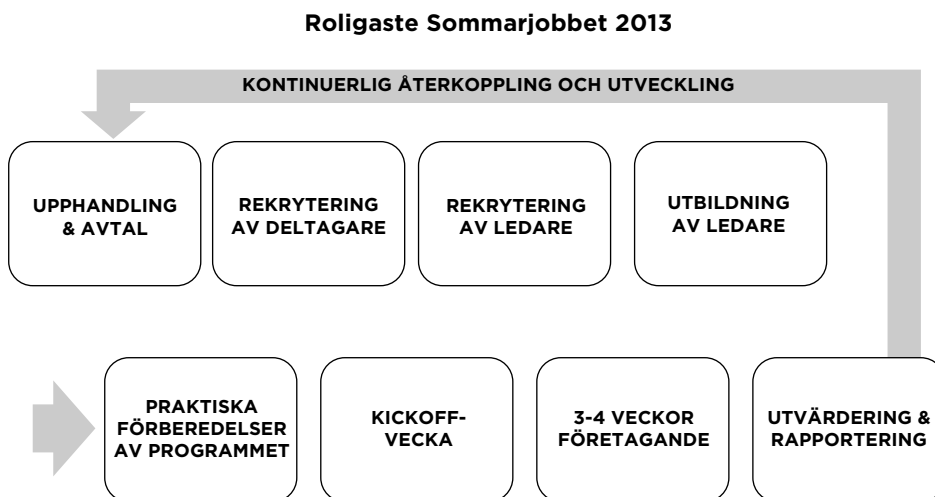 Roligaste Sommarjobbet 2013
KONTINUERLIG ÅTERKOPPLING OCH UTVECKLING
UPPHANDLING
& AVTAL
REKRYTERING
AV DELTAGARE
REKRYTERING
AV LEDARE
UTBILDNING
AV LEDARE
PRAKTISKA
FÖRBEREDELSER
AV PROGRAMMET
KICKOFF-
VECKA
3-4 VECKOR
FÖRETAGANDE
UTVÄRDERING &
RAPPORTERING